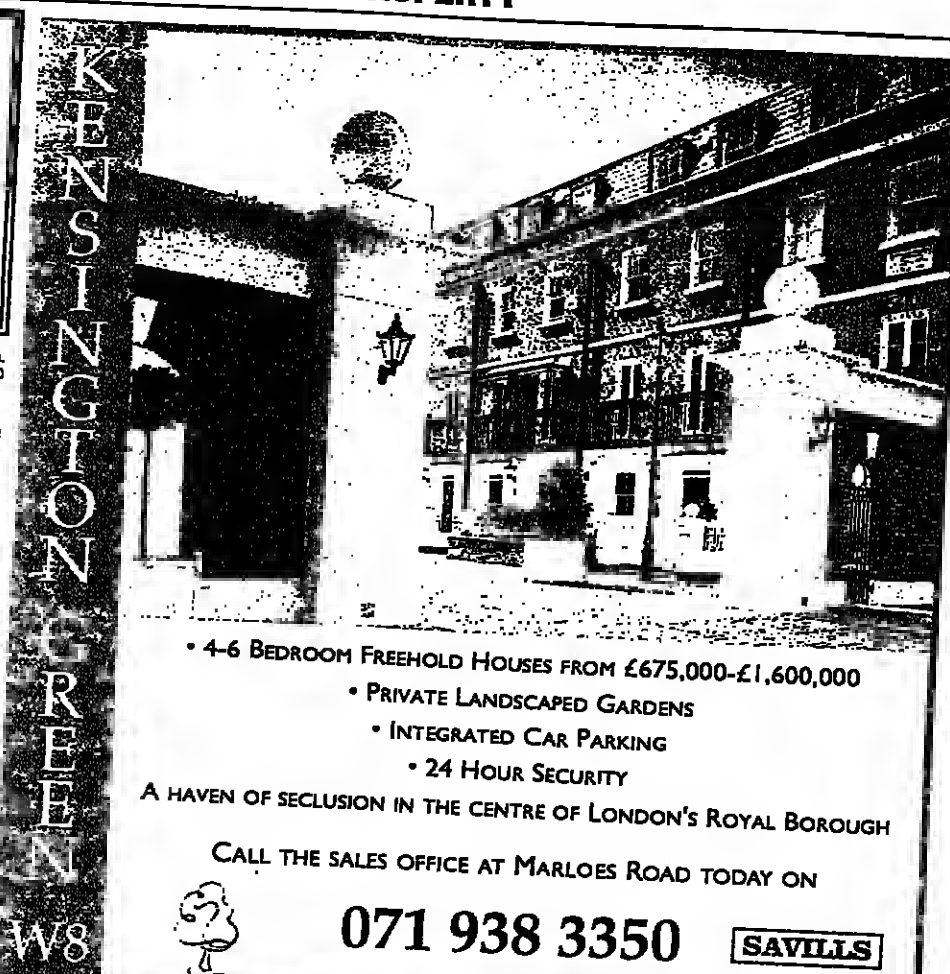 KENSINGTON GREEN
W8
• 4-6 BEDROOM FREEHOLD HOUSES FROM £675,000-£1,600,000
• PRIVATE LANDSCAPED GARDENS
• INTEGRATED CAR PARKING
• 24 HOUR SECURITY
A HAVEN OF SECLUSION IN THE CENTRE OF LONDON'S ROYAL BOROUGH
CALL THE SALES OFFICE AT MARLOES ROAD TODAY ON
071 938 3350
SAVILLS